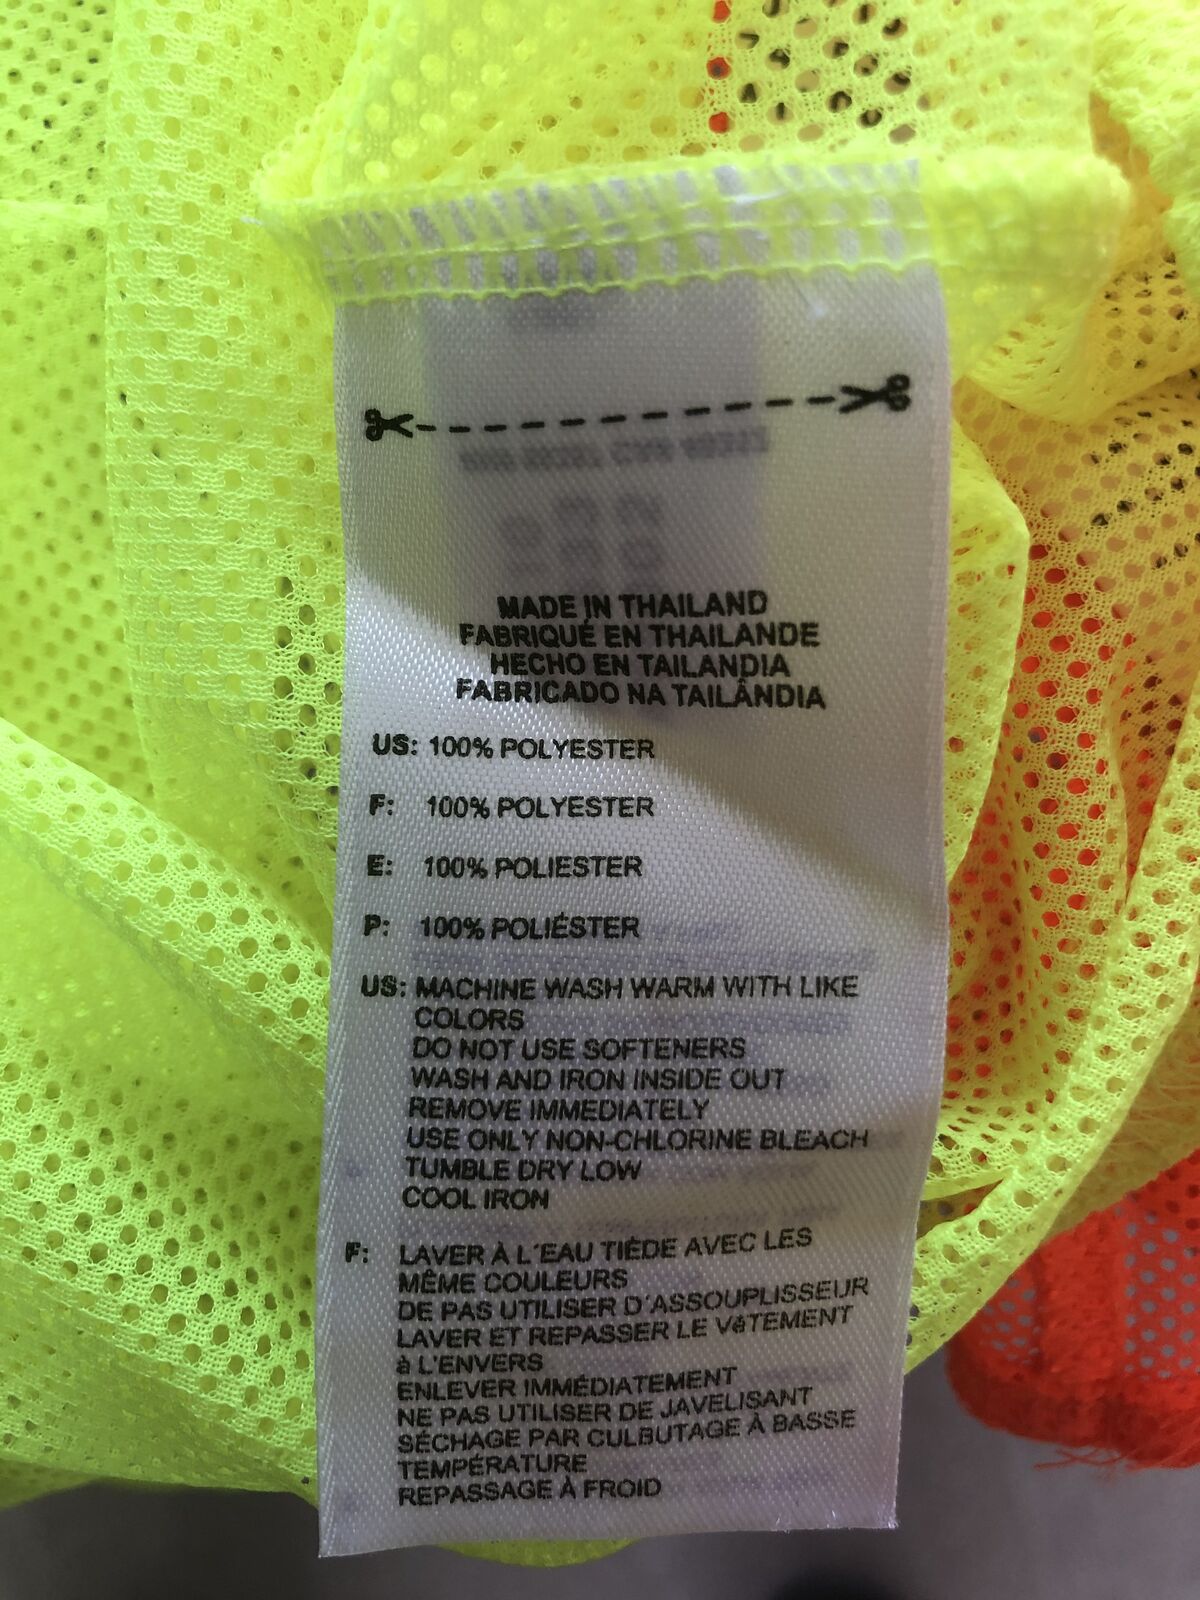 MADE IN THAILAND
FABRIQUÉ EN THAILANDE
HECHO EN TAILANDIA
FABRICADO NA TAILÂNDIA
US: 100% POLYESTER
F: 100% POLYESTER
E: 100% POLIESTER
P: 100% POLIÉSTER
US: MACHINE WASH WARM WITH LIKE
COLORS
DO NOT USE SOFTENERS
WASH AND IRON INSIDE OUT
REMOVE IMMEDIATELY
USE ONLY NON-CHLORINE BLEACH
TUMBLE DRY LOW
COOL IRON
F: LAVER À L´EAU TIÈDE AVEC LES
MÊME COULEURS
DE PAS UTILISER D´ASSOUPLISSEUR
LAVER ET REPASSER LE VêTEMENT
à L'ENVERS
ENLEVER IMMÉDIATEMENT
NE PAS UTILISER DE JAVELISANT
SÉCHAGE PAR CULBUTAGE À BASSE
TEMPÉRATURE
REPASSAGE À FROID